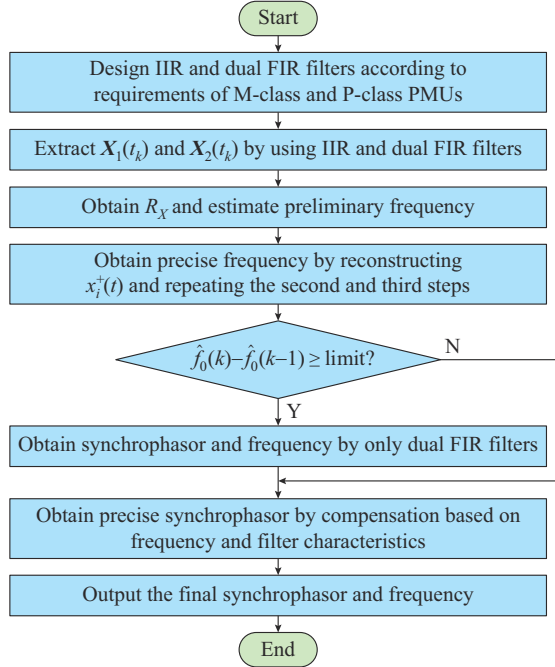 Start
Design IIR and dual FIR filters according to
requirements of M-class and P-class PMUs
Extract X₁(tₖ) and X₂(tₖ) by using IIR and dual FIR filters
Obtain R_X and estimate preliminary frequency
Obtain precise frequency by reconstructing
xᵢ⁺(t) and repeating the second and third steps
f̂₀(k)−f̂₀(k−1) ≥ limit?
N
Y
Obtain synchrophasor and frequency by only dual FIR filters
Obtain precise synchrophasor by compensation based on
frequency and filter characteristics
Output the final synchrophasor and frequency
End